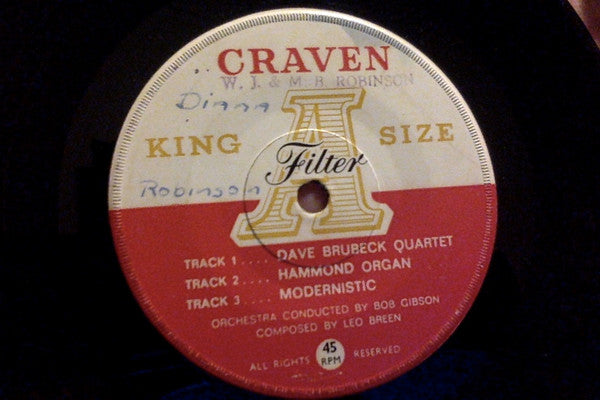 CRAVEN
W. J. & M. B. ROBINSON
Diana
A
KING SIZE
Filter
Robinson
TRACK 1.... DAVE BRUBECK QUARTET
TRACK 2.... HAMMOND ORGAN
TRACK 3.... MODERNISTIC
ORCHESTRA CONDUCTED BY BOB GIBSON
COMPOSED BY LEO BREEN
ALL RIGHTS 45 RPM RESERVED